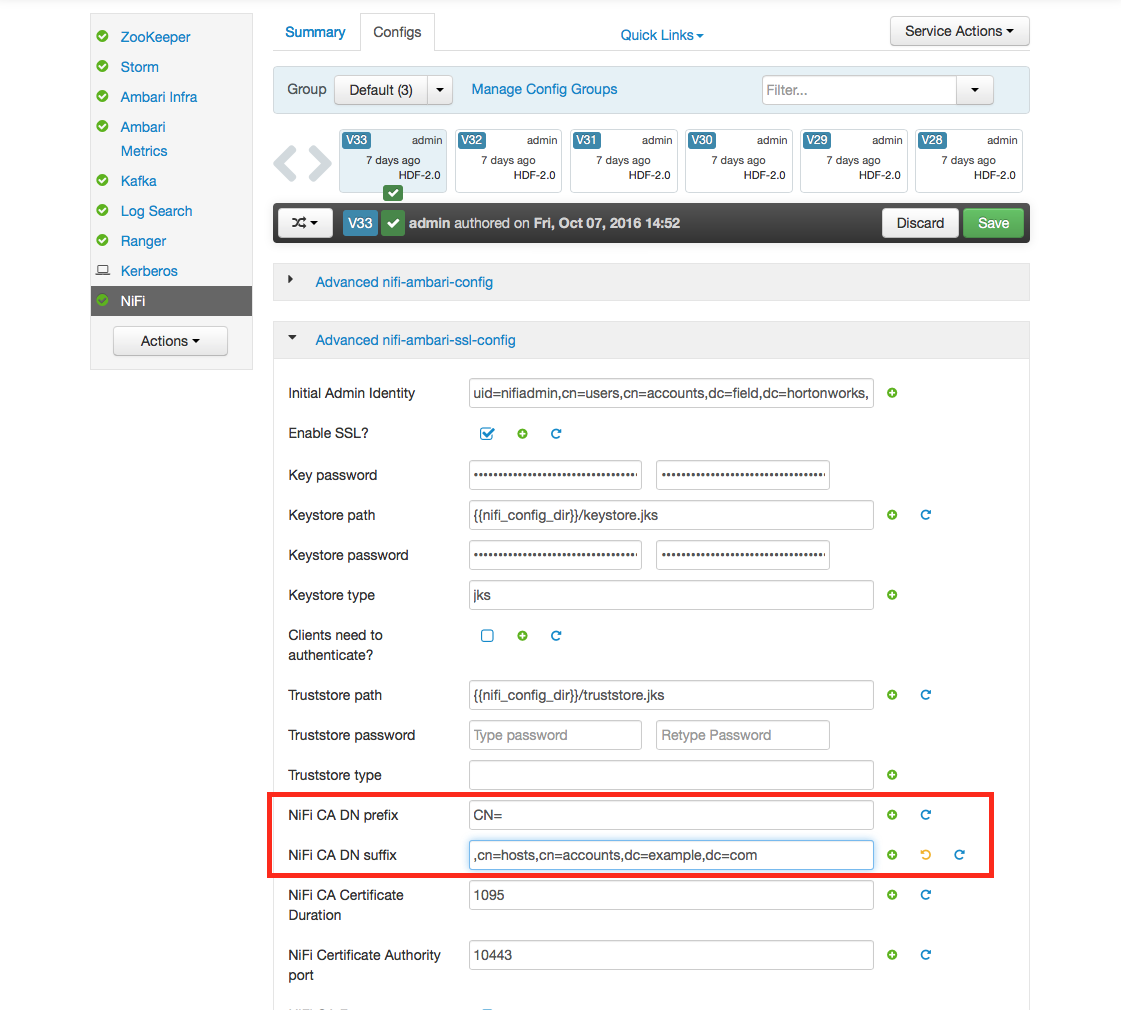 ZooKeeper
Storm
Ambari Infra
Ambari
Metrics
Kafka
Log Search
Ranger
Kerberos
NiFi
Actions
Summary
Configs
Quick Links
Service Actions
Group
Default (3)
Manage Config Groups
Filter...
V33 admin
7 days ago
HDF-2.0
V32 admin
7 days ago
HDF-2.0
V31 admin
7 days ago
HDF-2.0
V30 admin
7 days ago
HDF-2.0
V29 admin
7 days ago
HDF-2.0
V28 admin
7 days ago
HDF-2.0
V33 admin authored on Fri, Oct 07, 2016 14:52
Discard
Save
Advanced nifi-ambari-config
Advanced nifi-ambari-ssl-config
Initial Admin Identity uid=nifiadmin,cn=users,cn=accounts,dc=field,dc=hortonworks,
Enable SSL?
Key password
Keystore path {{nifi_config_dir}}/keystore.jks
Keystore password
Keystore type jks
Clients need to
authenticate?
Truststore path {{nifi_config_dir}}/truststore.jks
Truststore password Type password Retype Password
Truststore type
NiFi CA DN prefix CN=
NiFi CA DN suffix ,cn=hosts,cn=accounts,dc=example,dc=com
NiFi CA Certificate 1095
Duration
NiFi Certificate Authority 10443
port